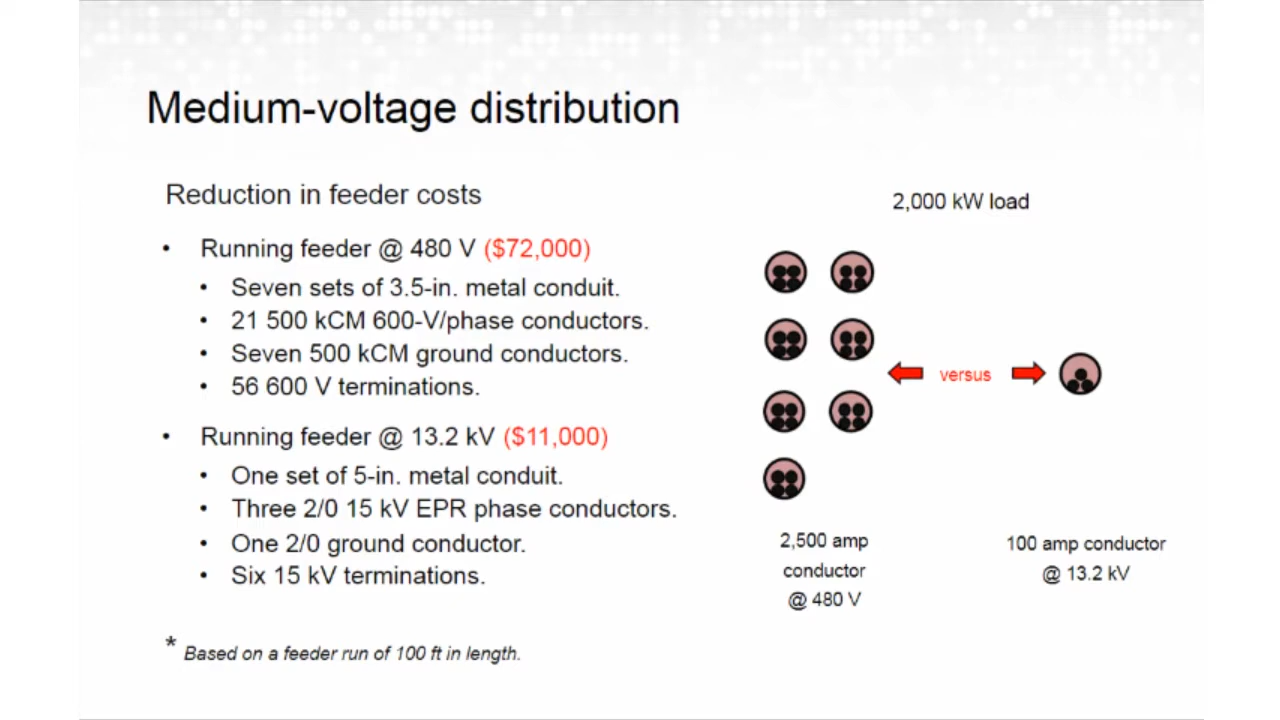 Medium-voltage distribution
Reduction in feeder costs
• Running feeder @ 480 V ($72,000)
• Seven sets of 3.5-in. metal conduit.
• 21 500 kCM 600-V/phase conductors.
• Seven 500 kCM ground conductors.
• 56 600 V terminations.
• Running feeder @ 13.2 kV ($11,000)
• One set of 5-in. metal conduit.
• Three 2/0 15 kV EPR phase conductors.
• One 2/0 ground conductor.
• Six 15 kV terminations.
* Based on a feeder run of 100 ft in length.
2,000 kW load
versus
2,500 amp
conductor
@ 480 V
100 amp conductor
@ 13.2 kV